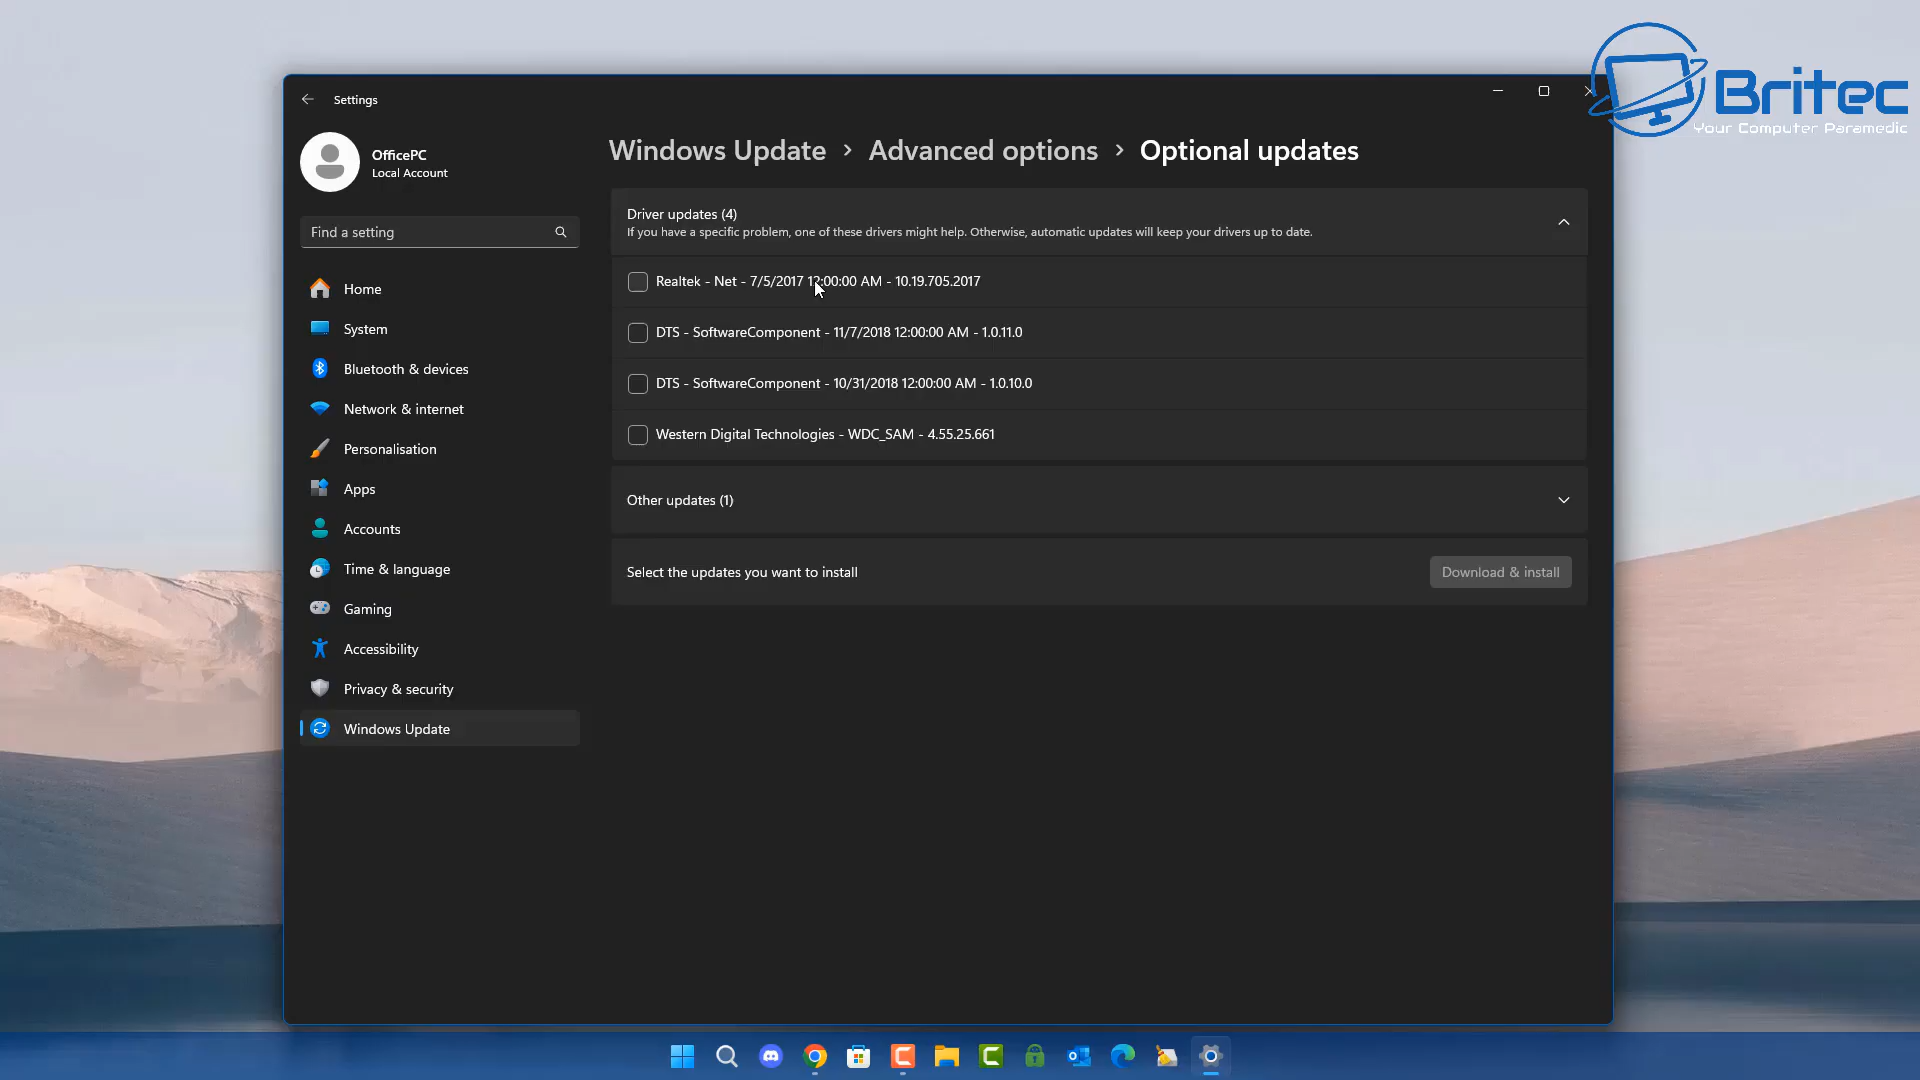 Settings
Britec
Your Computer Paramedic
OfficePC
Local Account
Find a setting
Home
System
Bluetooth & devices
Network & internet
Personalisation
Apps
Accounts
Time & language
Gaming
Accessibility
Privacy & security
Windows Update
Windows Update > Advanced options > Optional updates
Driver updates (4)
If you have a specific problem, one of these drivers might help. Otherwise, automatic updates will keep your drivers up to date.
Realtek - Net - 7/5/2017 12:00:00 AM - 10.19.705.2017
DTS - SoftwareComponent - 11/7/2018 12:00:00 AM - 1.0.11.0
DTS - SoftwareComponent - 10/31/2018 12:00:00 AM - 1.0.10.0
Western Digital Technologies - WDC_SAM - 4.55.25.661
Other updates (1)
Select the updates you want to install
Download & install